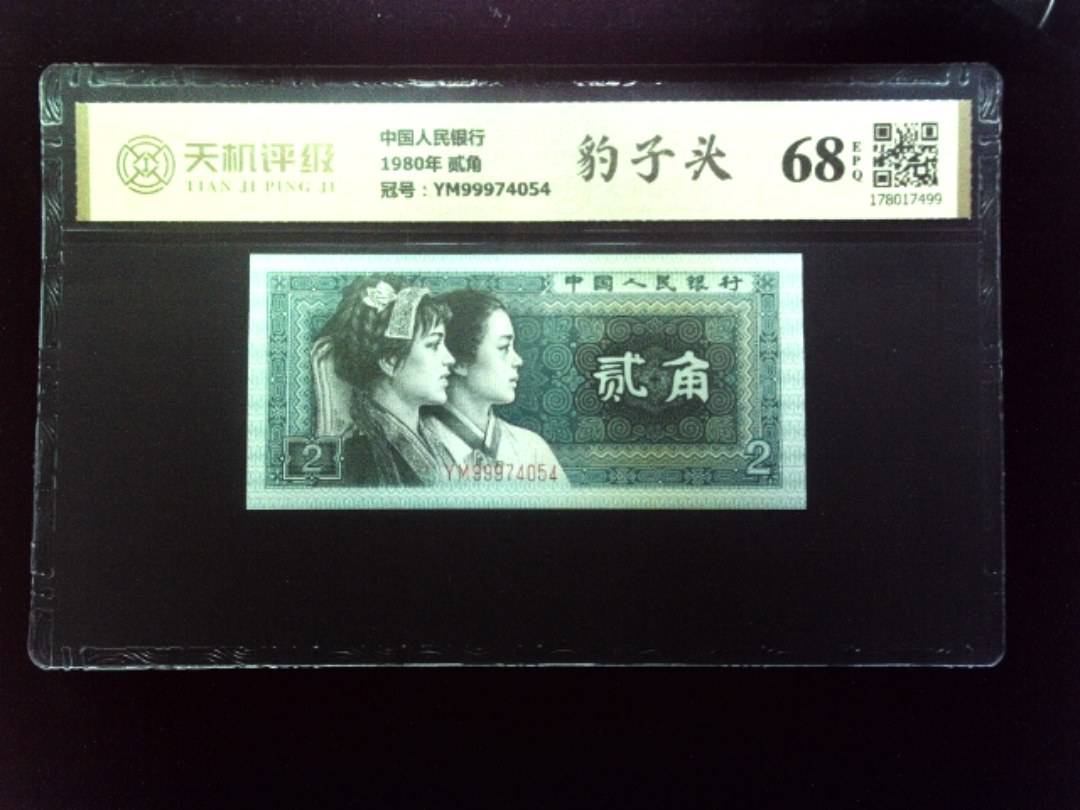 天机评级
TIAN JI PING JI
中国人民银行
1980年 贰角
冠号：YM99974054
豹子头
68
EPQ
178017499
中国人民银行
贰角
2
YM99974054
2